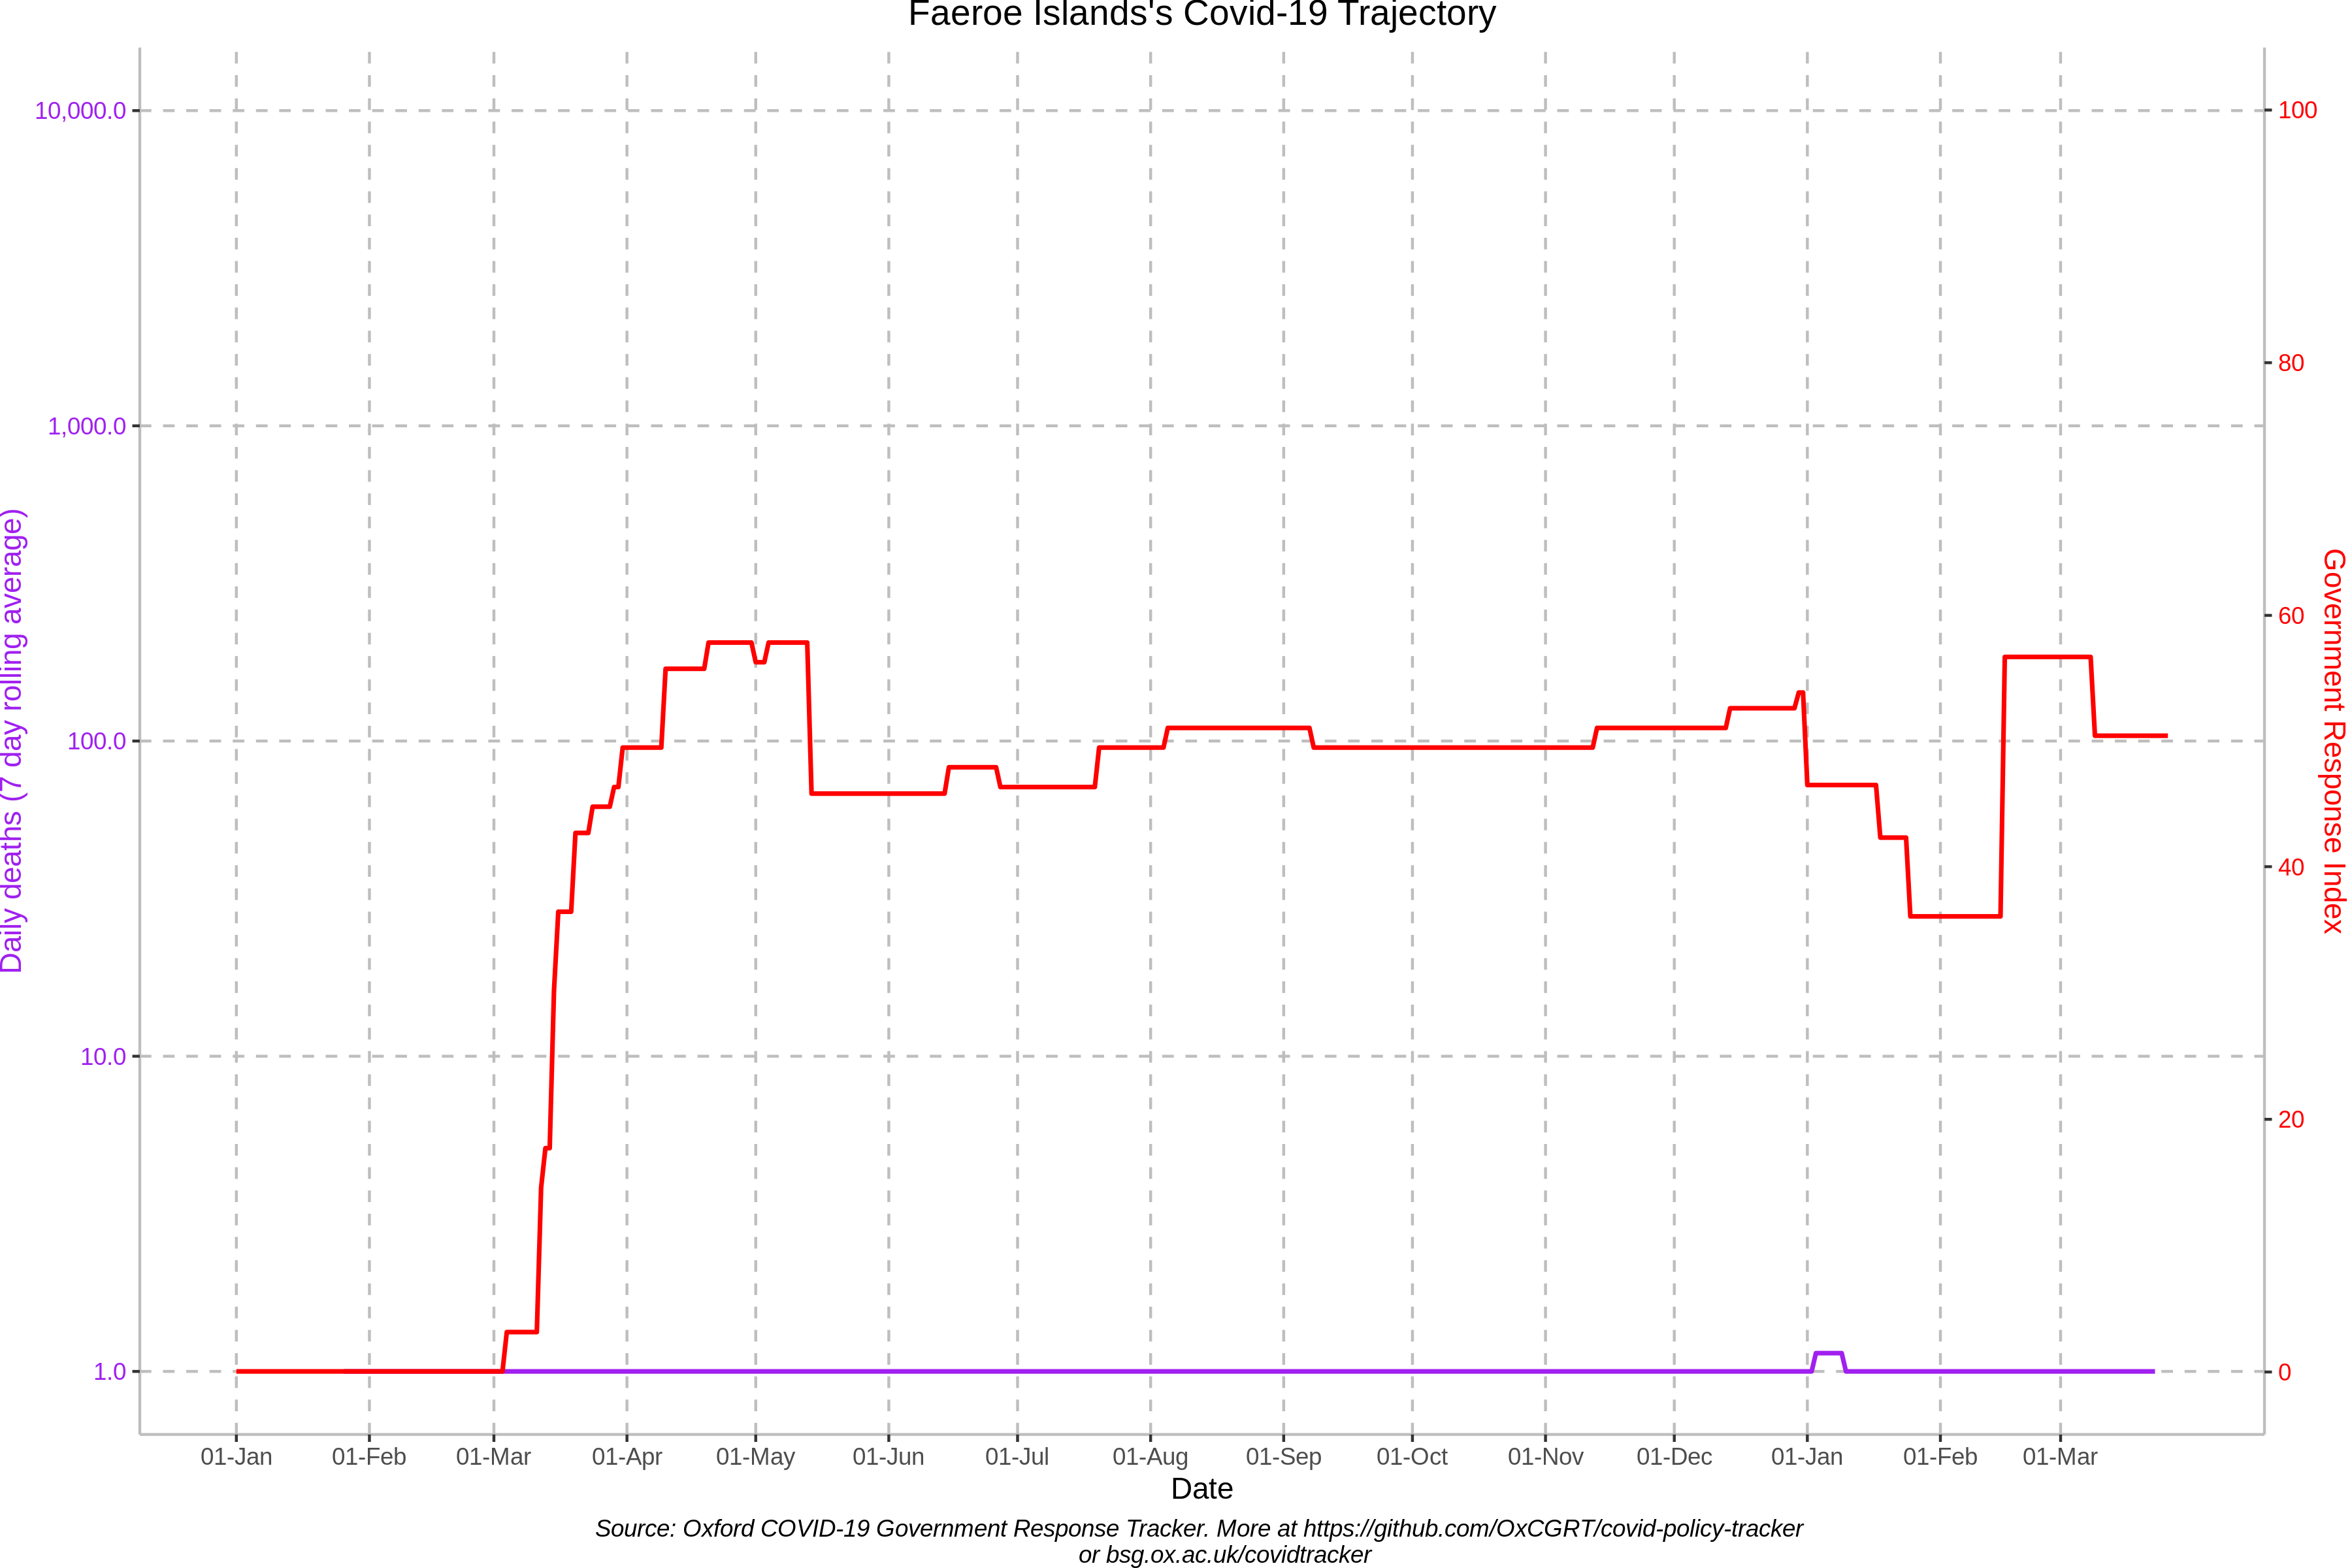 Faeroe Islands's Covid-19 Trajectory
10,000.0
1,000.0
100.0
10.0
1.0
Daily deaths (7 day rolling average)
100
80
60
40
20
0
Government Response Index
01-Jan 01-Feb 01-Mar 01-Apr 01-May 01-Jun 01-Jul 01-Aug 01-Sep 01-Oct 01-Nov 01-Dec 01-Jan 01-Feb 01-Mar
Date
Source: Oxford COVID-19 Government Response Tracker. More at https://github.com/OxCGRT/covid-policy-tracker
or bsg.ox.ac.uk/covidtracker